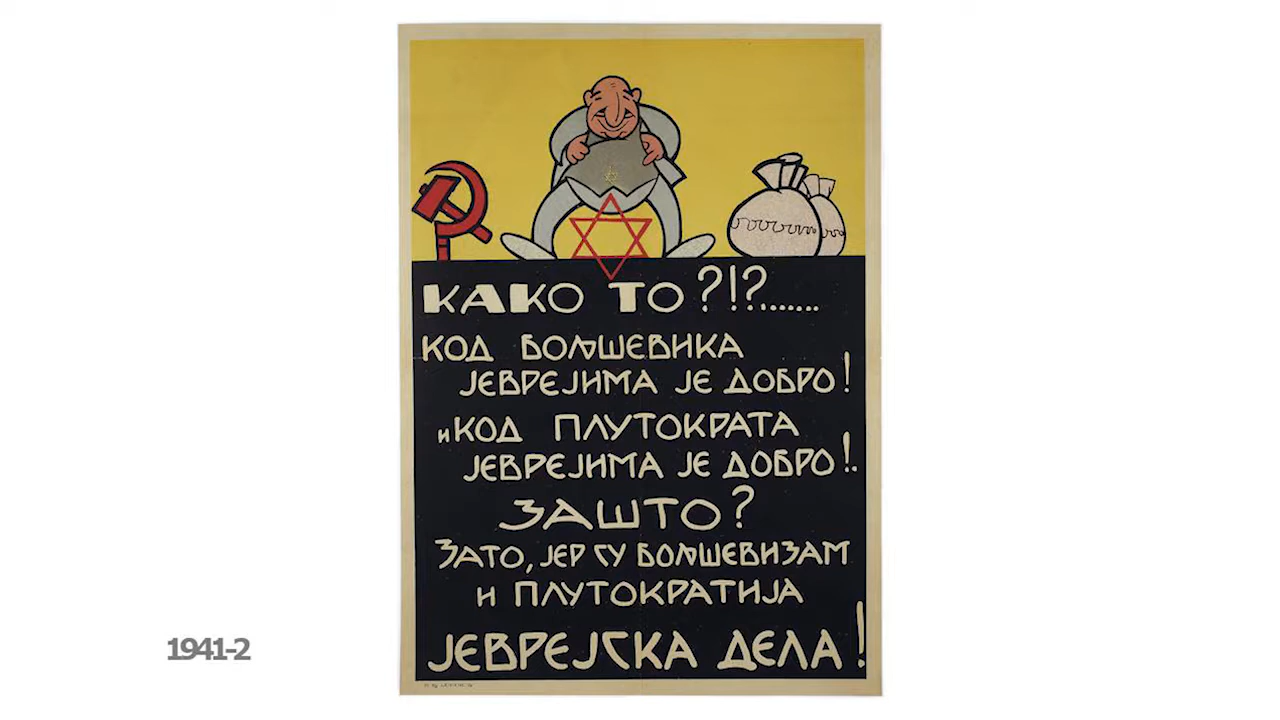 КАКО ТО ?!?.......
КОД БОЉШЕВИКА
ЈЕВРЕЈИМА ЈЕ ДОБРО!
и КОД ПЛУТОКРАТА
ЈЕВРЕЈИМА ЈЕ ДОБРО!.
ЗАШТО?
ЗАТО, ЈЕР СУ БОЉШЕВИЗАМ
И ПЛУТОКРАТИЈА
ЈЕВРЕЈСКА ДЕЛА!
1941-2